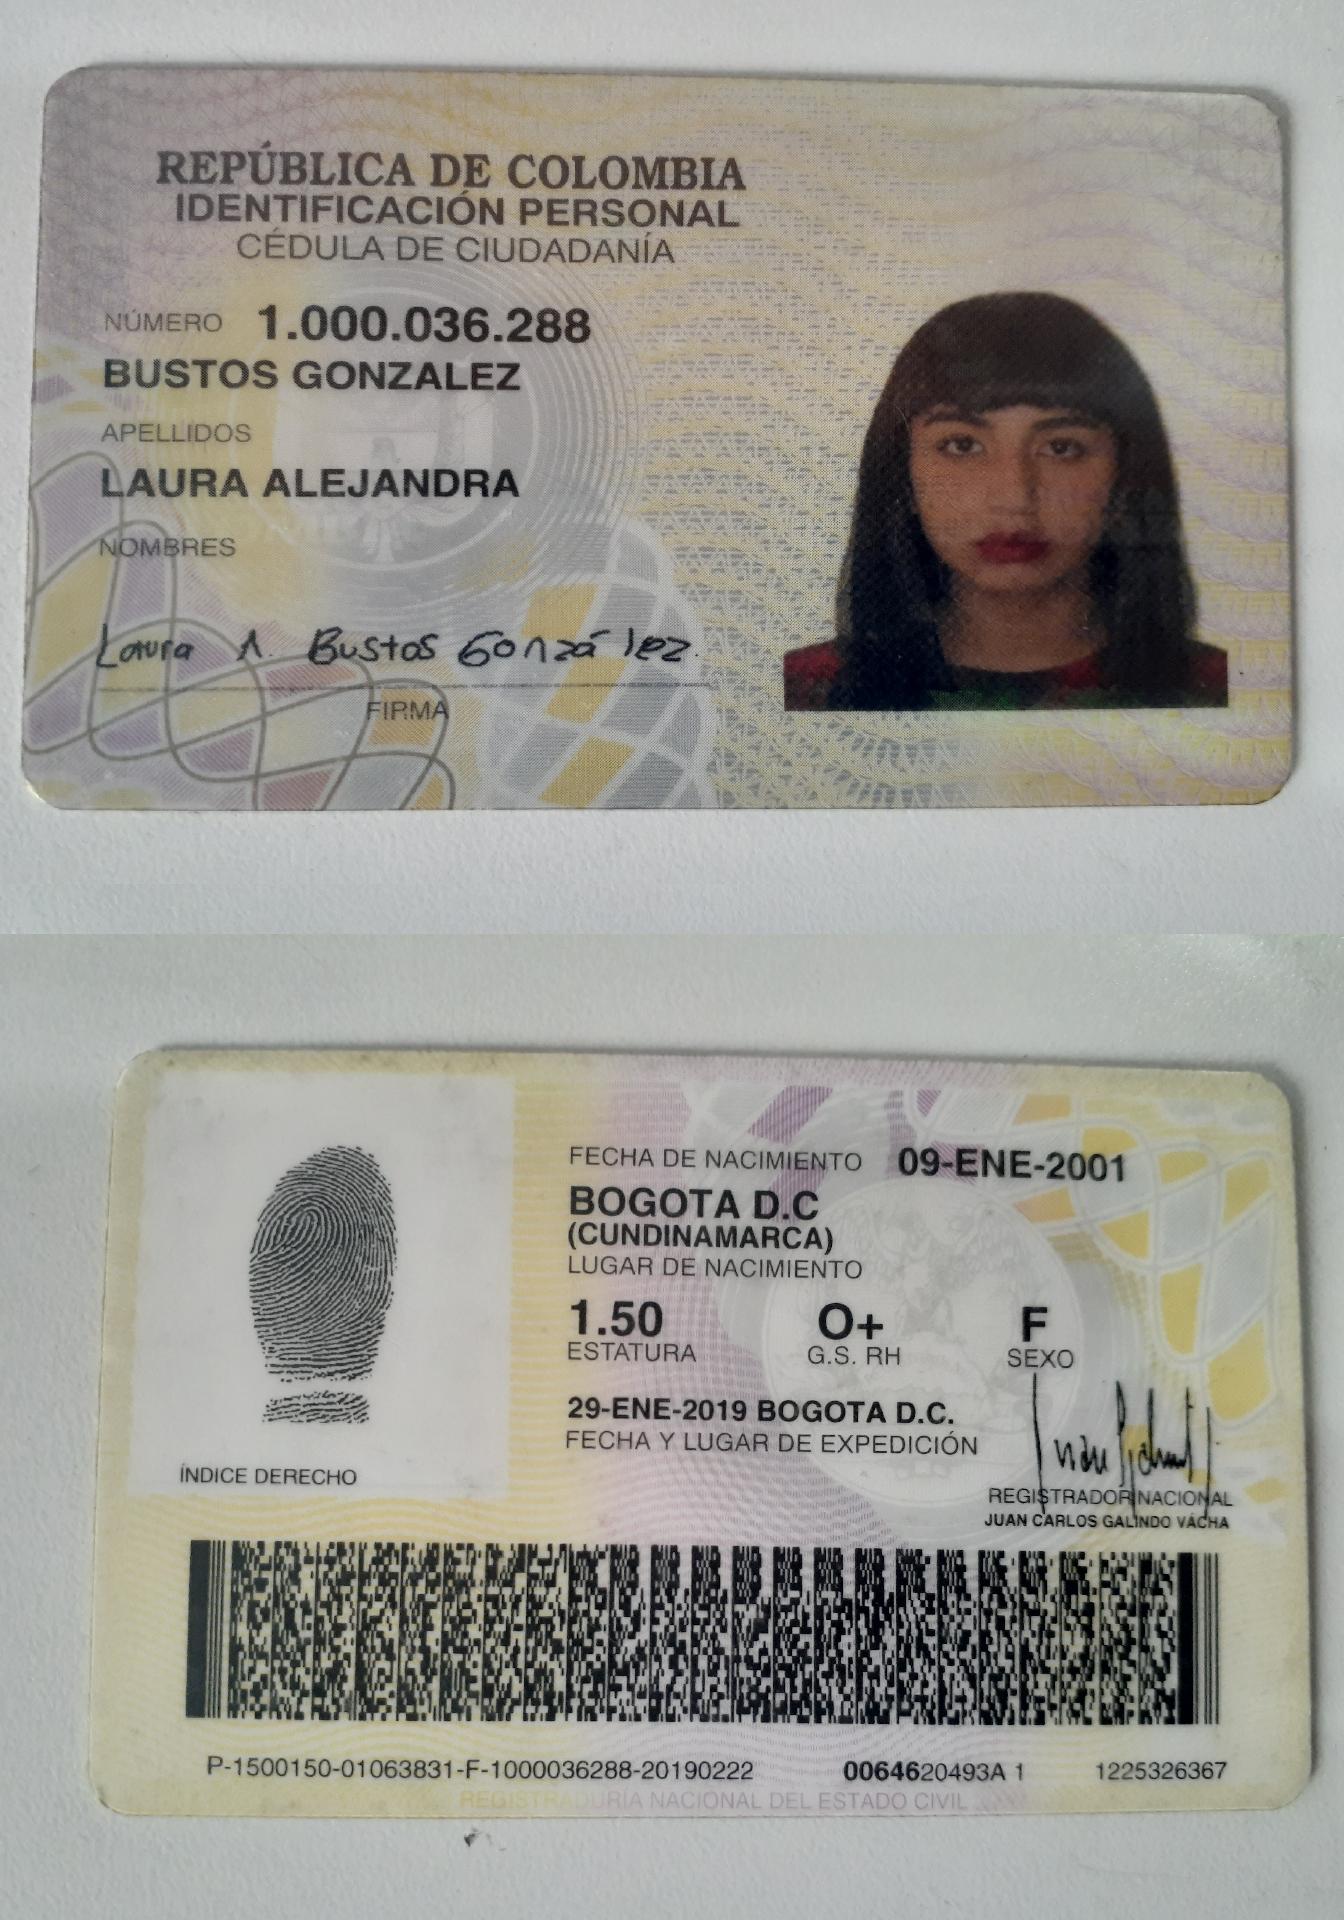 REPÚBLICA DE COLOMBIA
IDENTIFICACIÓN PERSONAL
CÉDULA DE CIUDADANÍA
NÚMERO 1.000.036.288
BUSTOS GONZALEZ
APELLIDOS
LAURA ALEJANDRA
NOMBRES
Laura A. Bustos González.
FIRMA
FECHA DE NACIMIENTO 09-ENE-2001
BOGOTA D.C
(CUNDINAMARCA)
LUGAR DE NACIMIENTO
1.50 O+ F
ESTATURA G.S. RH SEXO
29-ENE-2019 BOGOTA D.C.
FECHA Y LUGAR DE EXPEDICIÓN
ÍNDICE DERECHO
REGISTRADOR NACIONAL
JUAN CARLOS GALINDO VÁCHA
P-1500150-01063831-F-1000036288-20190222 0064620493A 1 1225326367
REGISTRADURÍA NACIONAL DEL ESTADO CIVIL